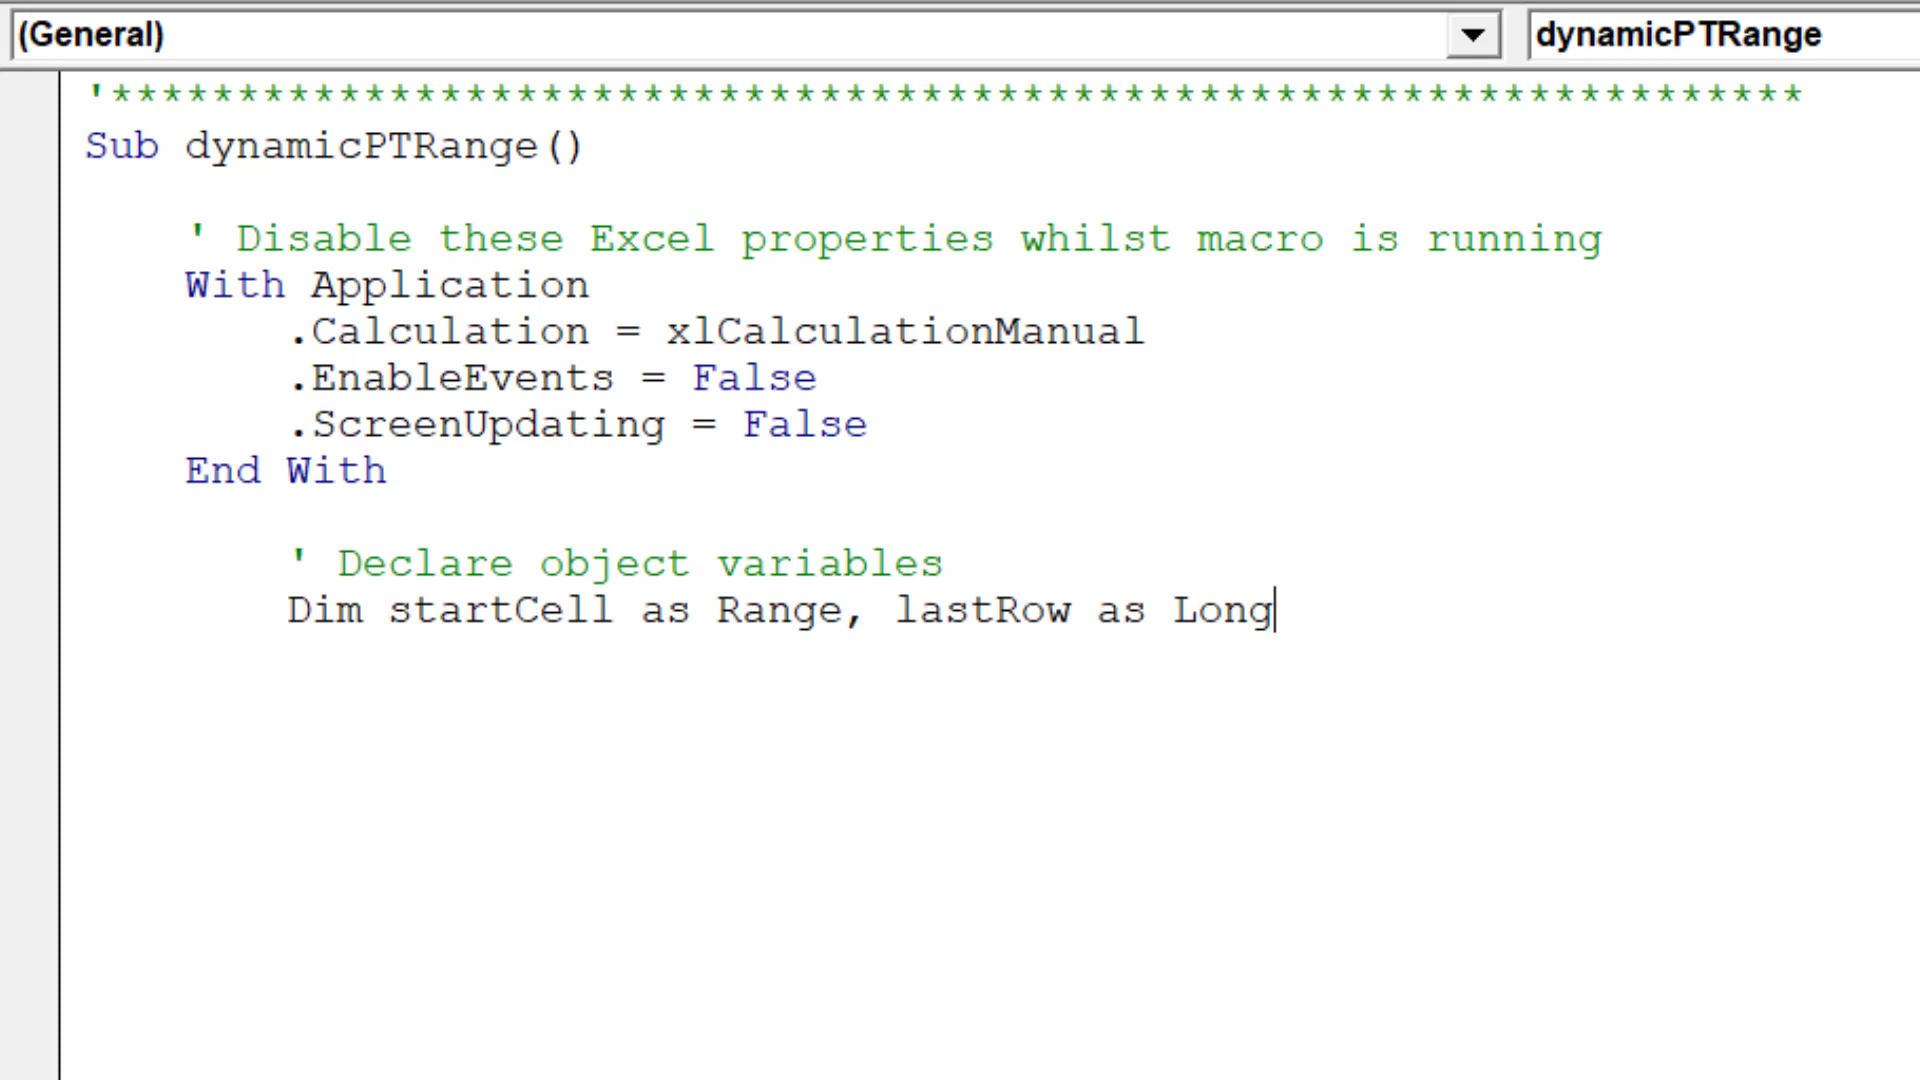 (General)
dynamicPTRange
'*******************************************************************
Sub dynamicPTRange()
' Disable these Excel properties whilst macro is running
With Application
.Calculation = xlCalculationManual
.EnableEvents = False
.ScreenUpdating = False
End With
' Declare object variables
Dim startCell as Range, lastRow as Long